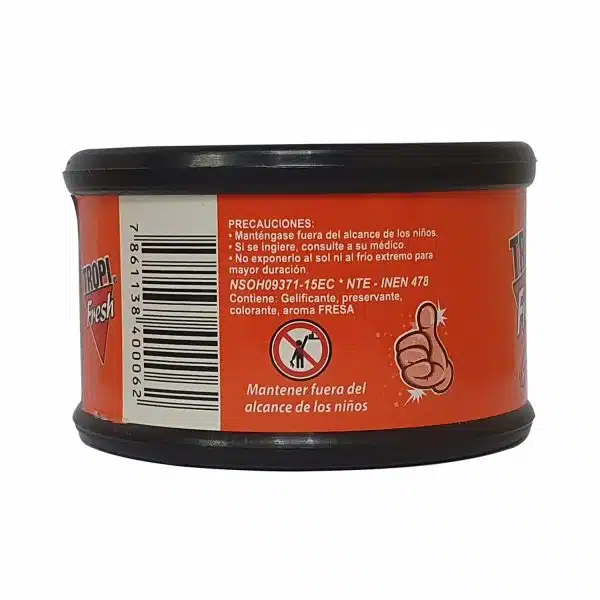 PRECAUCIONES:
• Manténgase fuera del alcance de los niños.
• Si se ingiere, consulte a su médico.
• No exponerlo al sol ni al frío extremo para
mayor duración.
NSOH09371-15EC * NTE - INEN 478
Contiene: Gelificante, preservante,
colorante, aroma FRESA
Mantener fuera del
alcance de los niños
7861138400062
TROPI
Fresh
TROP